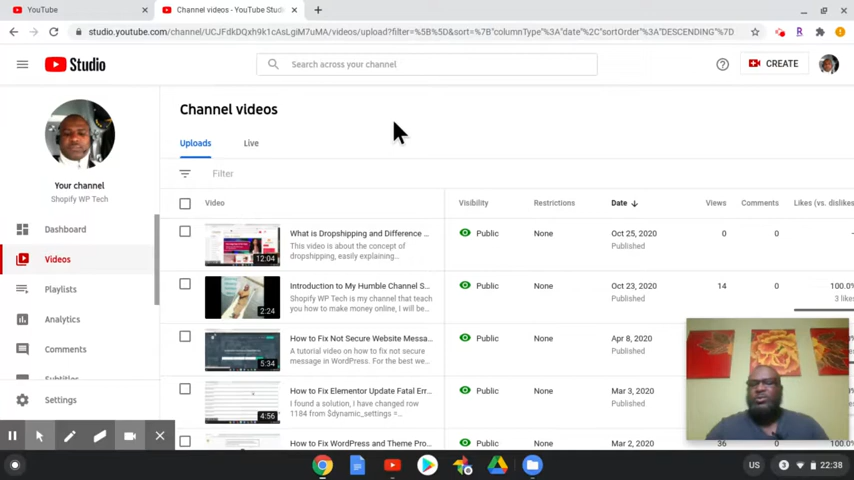 YouTube
Channel videos - YouTube Studio
studio.youtube.com/channel/UCJFdkDQxh9k1cAsLgiM7uMA/videos/upload?filter=%5B%5D&sort=%7B"columnType"%3A"date"%2C"sortOrder"%3A"DESCENDING"%7D
Studio
Search across your channel
CREATE
Channel videos
Uploads
Live
Your channel
Shopify WP Tech
Filter
Video
Visibility
Restrictions
Date
Views
Comments
Likes (vs. dislikes
Dashboard
Videos
Playlists
Analytics
Comments
Settings
12:04
What is Dropshipping and Difference ...
This video is about the concept of
dropshipping, easily explaining...
Public
None
Oct 25, 2020
Published
0
0
2:24
Introduction to My Humble Channel S...
Shopify WP Tech is my channel that teach
you how to make money online, I will be...
Public
None
Oct 23, 2020
Published
14
0
100.0%
3 likes
5:34
How to Fix Not Secure Website Messa...
A tutorial video on how to fix not secure
message in WordPress. For the best we...
Public
None
Apr 8, 2020
Published
4:56
How to Fix Elementor Update Fatal Err...
I found a solution, I have changed row
1184 from $dynamic_settings = ...
Public
None
Mar 3, 2020
Published
How to Fix WordPress and Theme Pro...
Public
None
Mar 2, 2020
36
0
100.0%
US
3
22:38